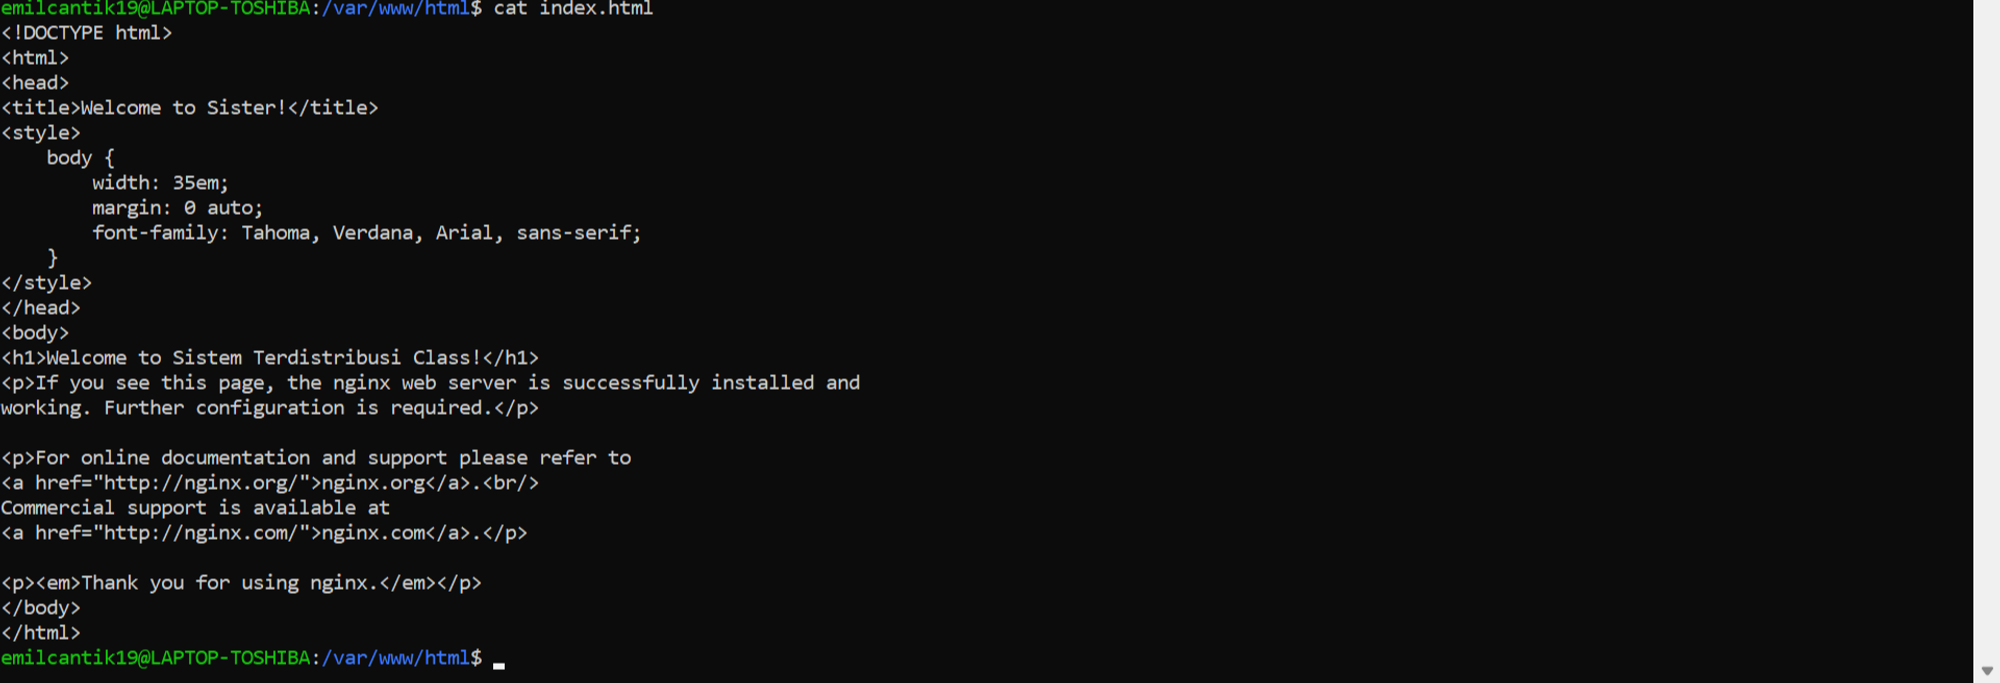 emilcantik19@LAPTOP-TOSHIBA:/var/www/html$ cat index.html
<!DOCTYPE html>
<html>
<head>
<title>Welcome to Sister!</title>
<style>
    body {
        width: 35em;
        margin: 0 auto;
        font-family: Tahoma, Verdana, Arial, sans-serif;
    }
</style>
</head>
<body>
<h1>Welcome to Sistem Terdistribusi Class!</h1>
<p>If you see this page, the nginx web server is successfully installed and
working. Further configuration is required.</p>

<p>For online documentation and support please refer to
<a href="http://nginx.org/">nginx.org</a>.<br/>
Commercial support is available at
<a href="http://nginx.com/">nginx.com</a>.</p>

<p><em>Thank you for using nginx.</em></p>
</body>
</html>
emilcantik19@LAPTOP-TOSHIBA:/var/www/html$